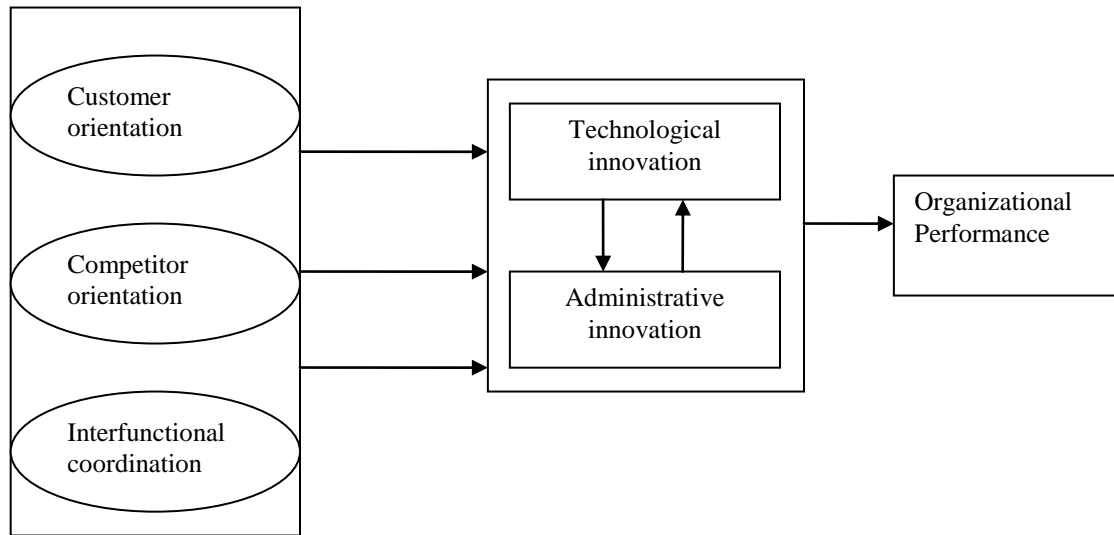 Customer
orientation
Competitor
orientation
Interfunctional
coordination
Technological
innovation
Administrative
innovation
Organizational
Performance